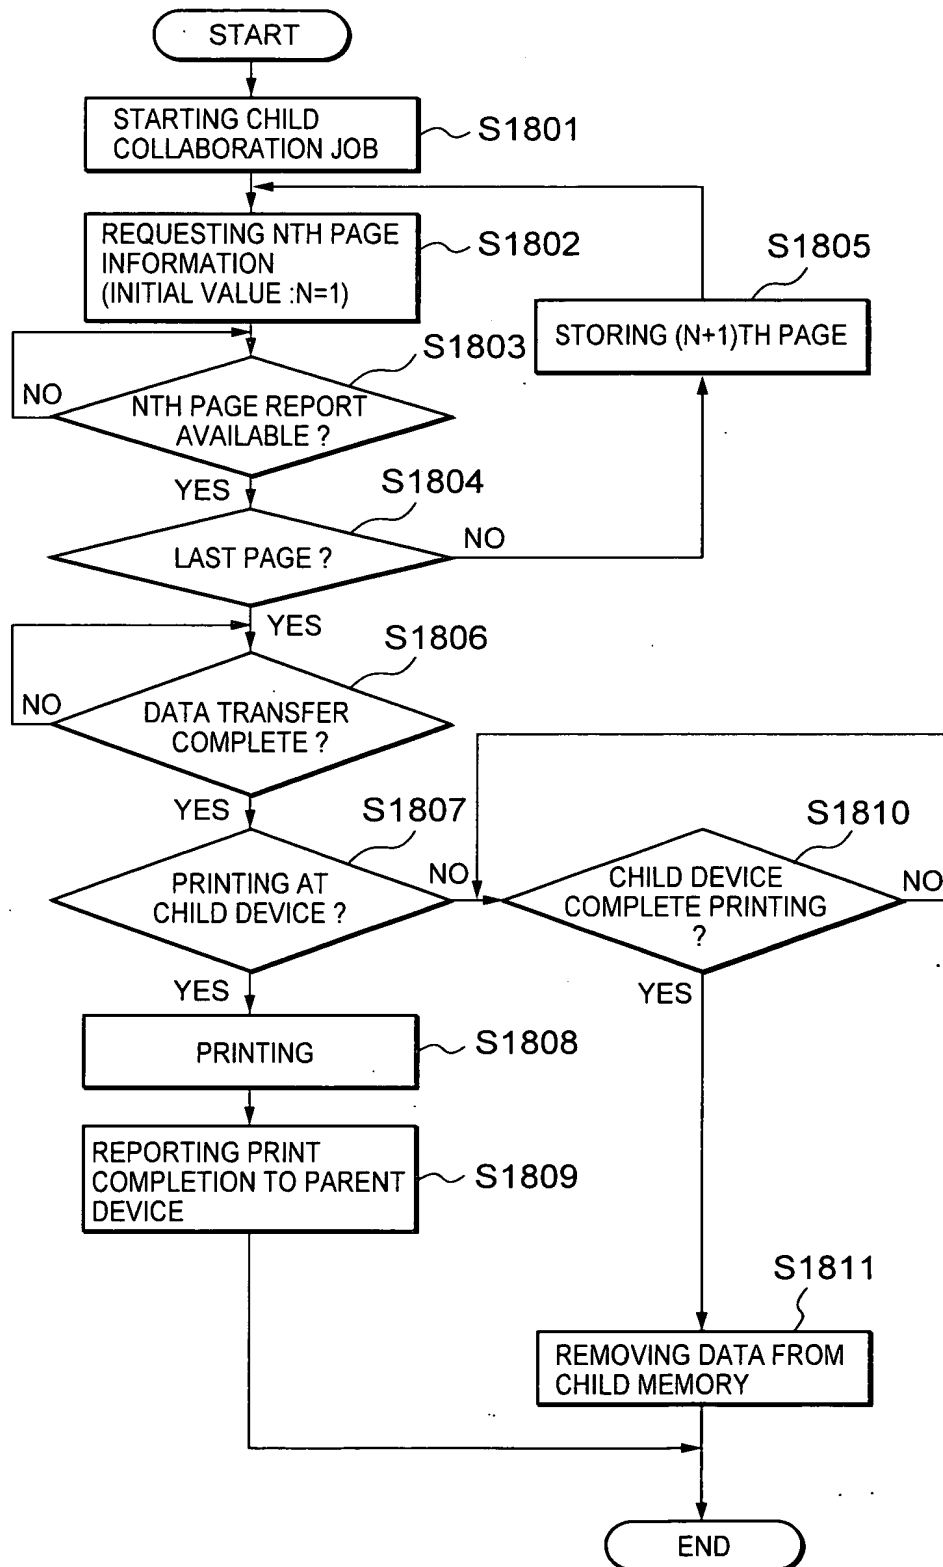 START
STARTING CHILD
COLLABORATION JOB
S1801
REQUESTING NTH PAGE
INFORMATION
(INITIAL VALUE :N=1)
S1802
S1805
STORING (N+1)TH PAGE
S1803
NO
NTH PAGE REPORT
AVAILABLE ?
YES
S1804
LAST PAGE ?
NO
YES
S1806
NO
DATA TRANSFER
COMPLETE ?
YES
S1807
PRINTING AT
CHILD DEVICE ?
NO
S1810
CHILD DEVICE
COMPLETE PRINTING
?
NO
YES
YES
PRINTING
S1808
REPORTING PRINT
COMPLETION TO PARENT
DEVICE
S1809
S1811
REMOVING DATA FROM
CHILD MEMORY
END